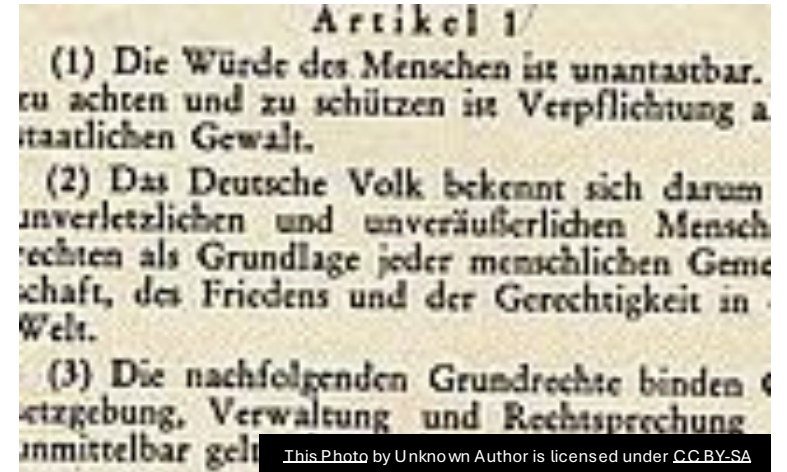 Artikel 1
(1) Die Würde des Menschen ist unantastbar.
zu achten und zu schützen ist Verpflichtung a
staatlichen Gewalt.
(2) Das Deutsche Volk bekennt sich darum
unverletzlichen und unveräußerlichen Mensch
rechten als Grundlage jeder menschlichen Geme
schaft, des Friedens und der Gerechtigkeit in
Welt.
(3) Die nachfolgenden Grundrechte binden G
etzgebung, Verwaltung und Rechtsprechung
unmittelbar gelt
This Photo by Unknown Author is licensed under CC BY-SA